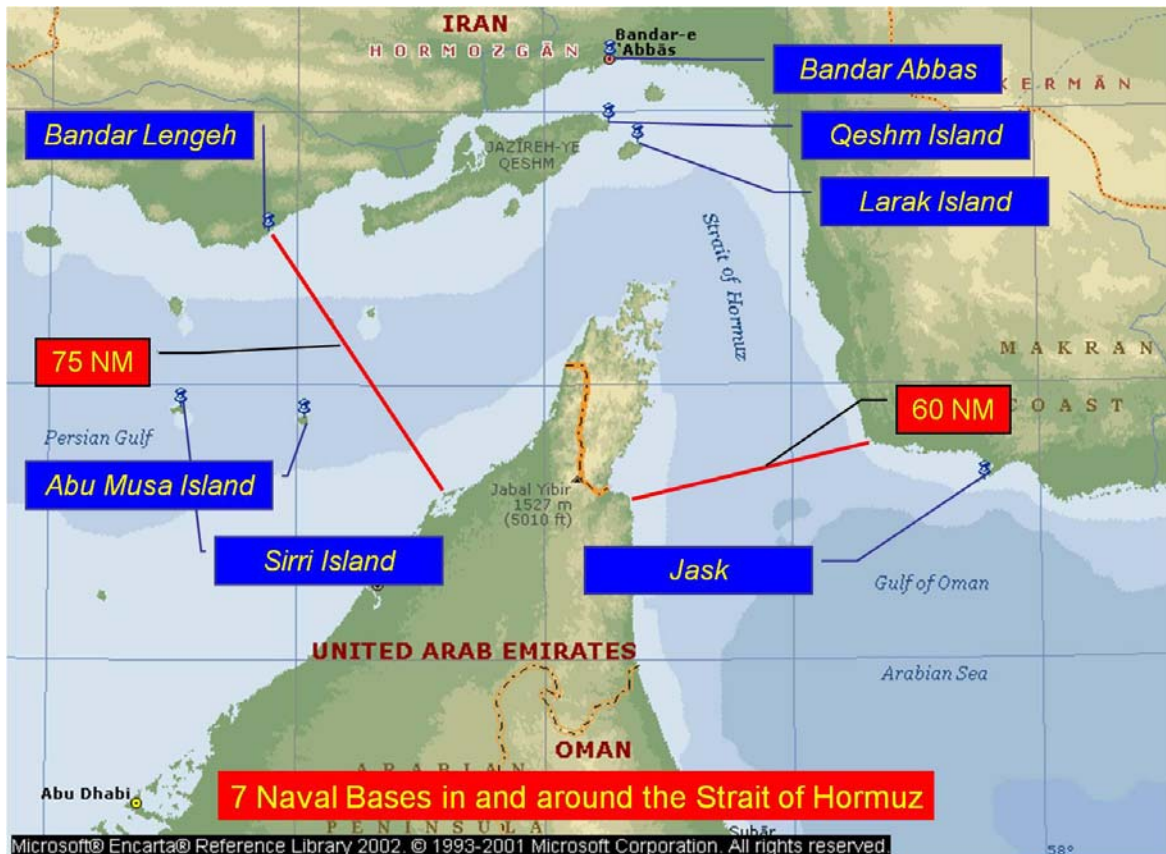 IRAN
HORMOZGĀN
Bandar-e
'Abbās
Bandar Abbas
KERMĀN
Bandar Lengeh
Qeshm Island
JAZĪREH-YE
QESHM
Larak Island
Strait of Hormuz
75 NM
MAKRAN
COAST
60 NM
Persian Gulf
Abu Musa Island
Jabal Yibir
1527 m
(5010 ft)
Sirri Island
Jask
Gulf of Oman
UNITED ARAB EMIRATES
Arabian Sea
OMAN
ARABIAN
Abu Dhabi
7 Naval Bases in and around the Strait of Hormuz
PENINSULA
Suhār
58°
Microsoft® Encarta® Reference Library 2002. © 1993-2001 Microsoft Corporation. All rights reserved.